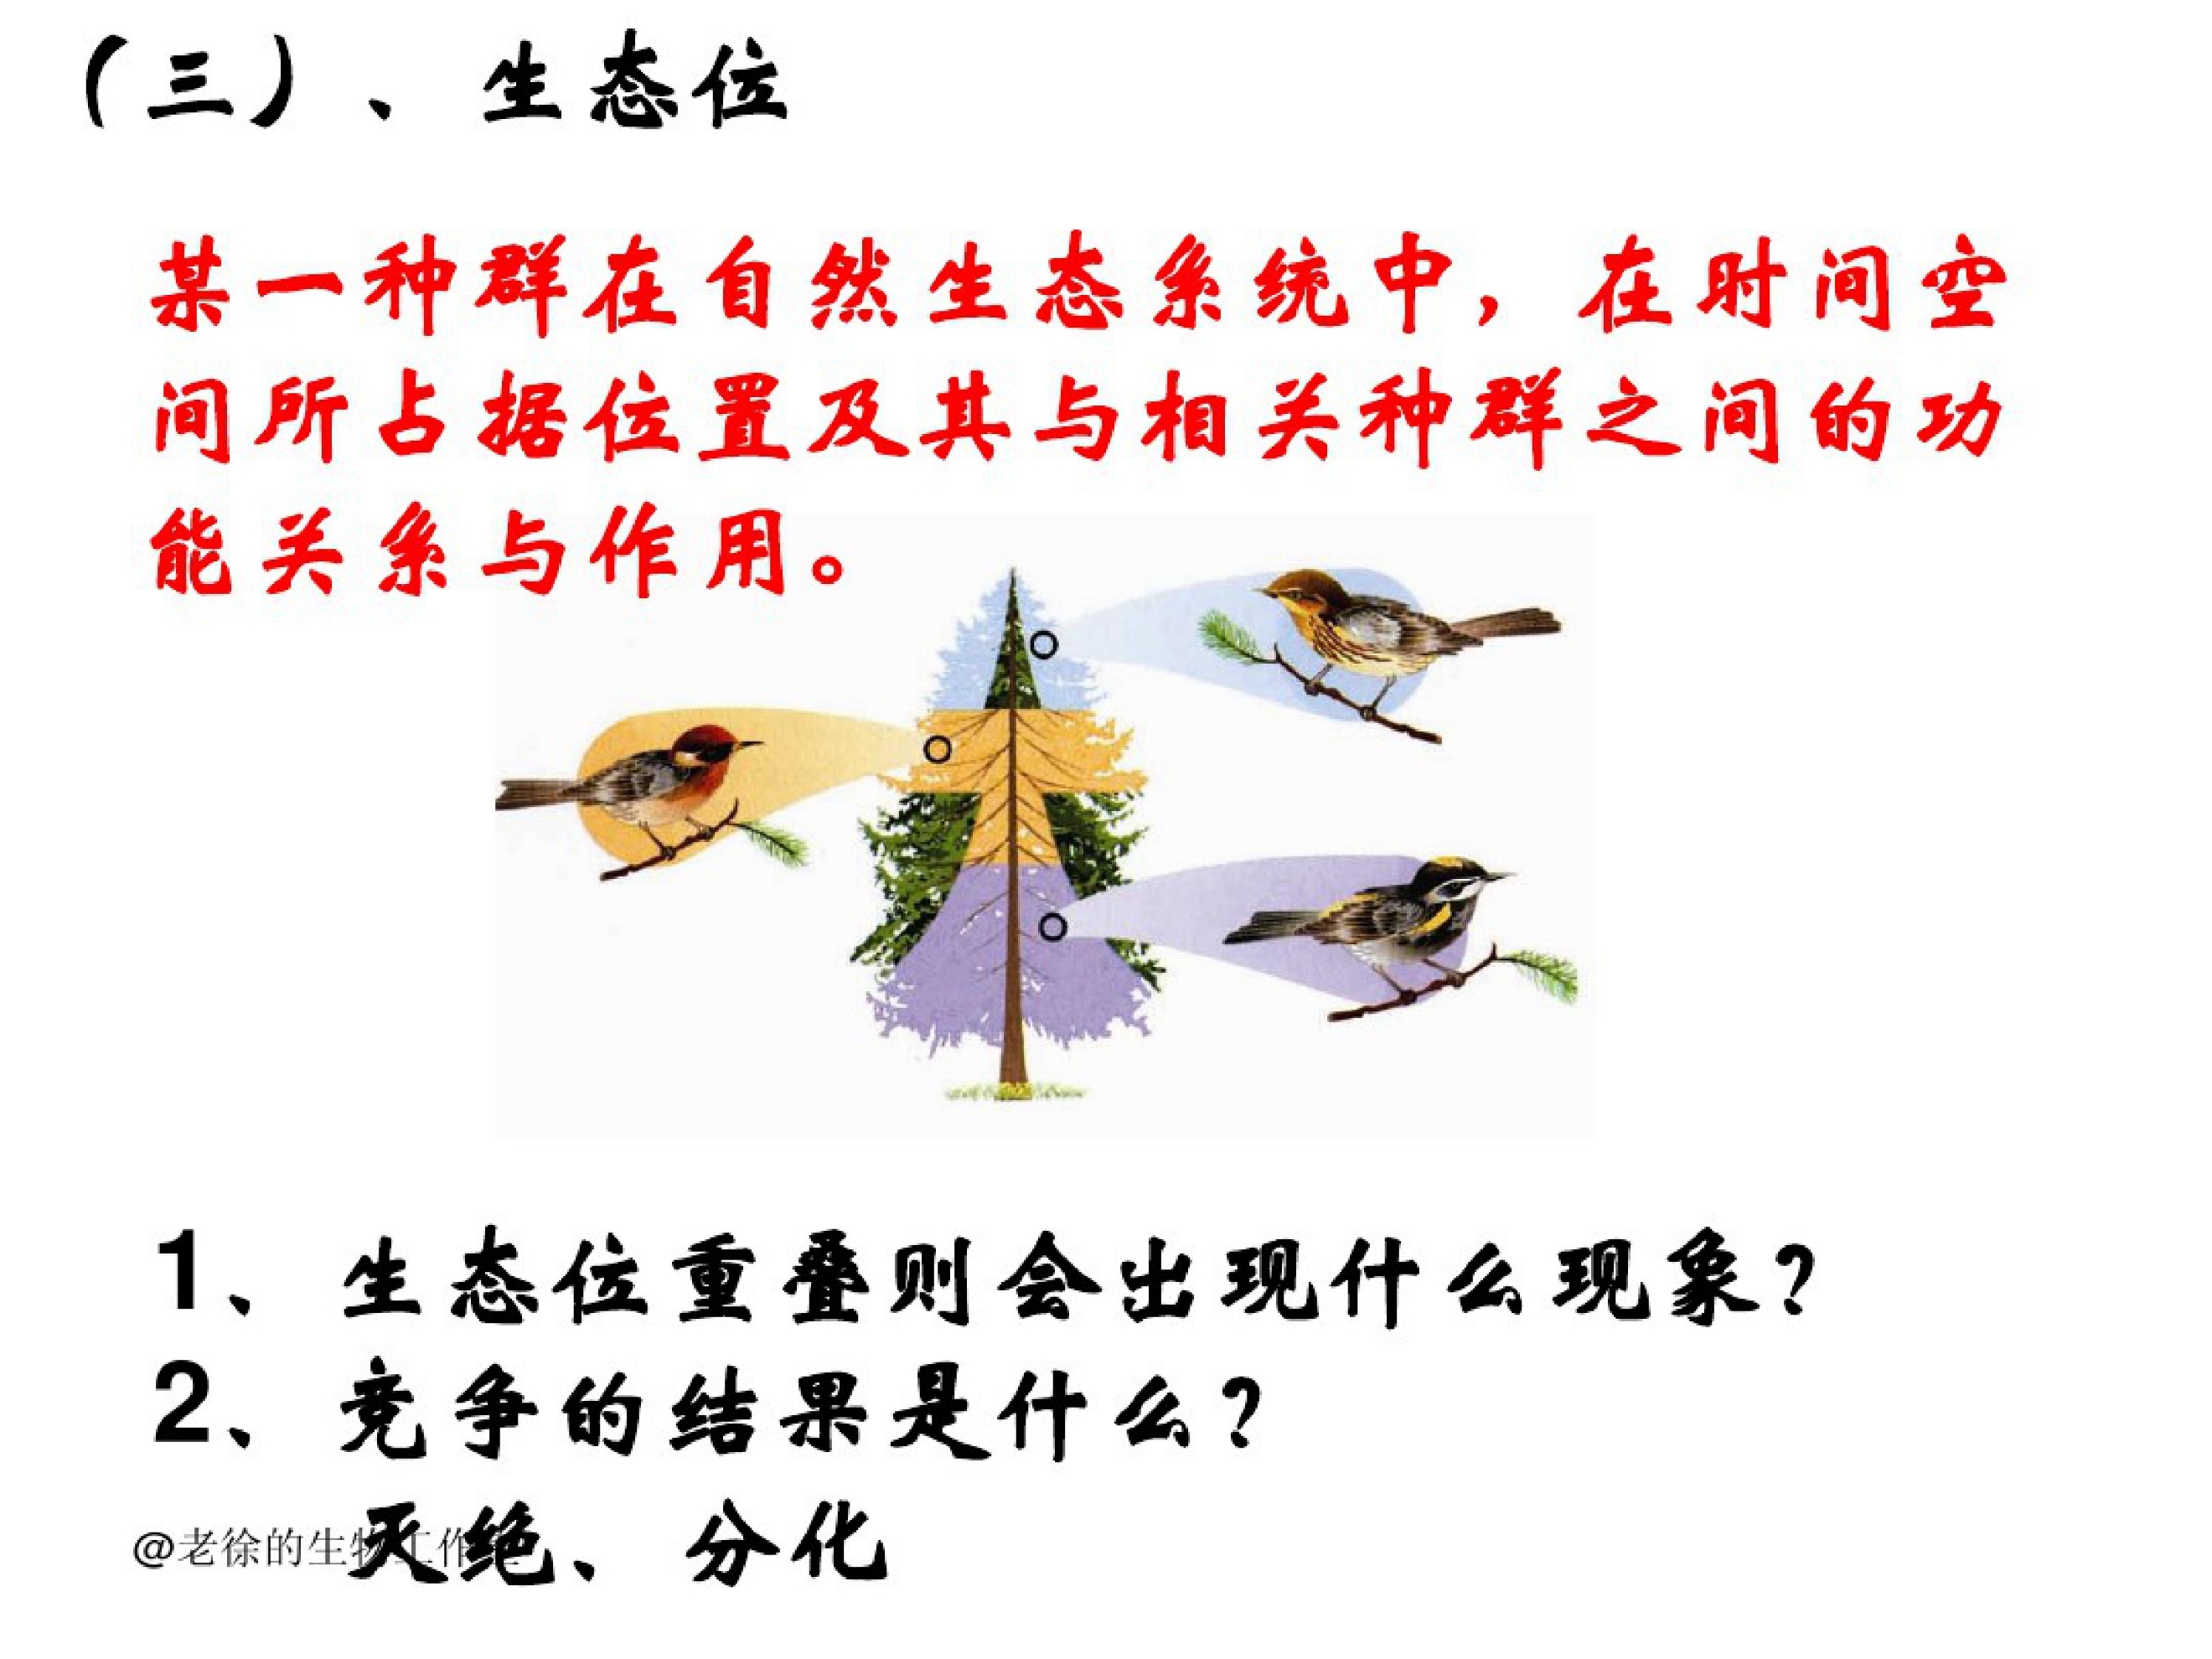 （三）、生态位
某一种群在自然生态系统中，在时间空
间所占据位置及其与相关种群之间的功
能关系与作用。
1、生态位重叠则会出现什么现象？
2、竞争的结果是什么？
灭绝、分化
@老徐的生物工作